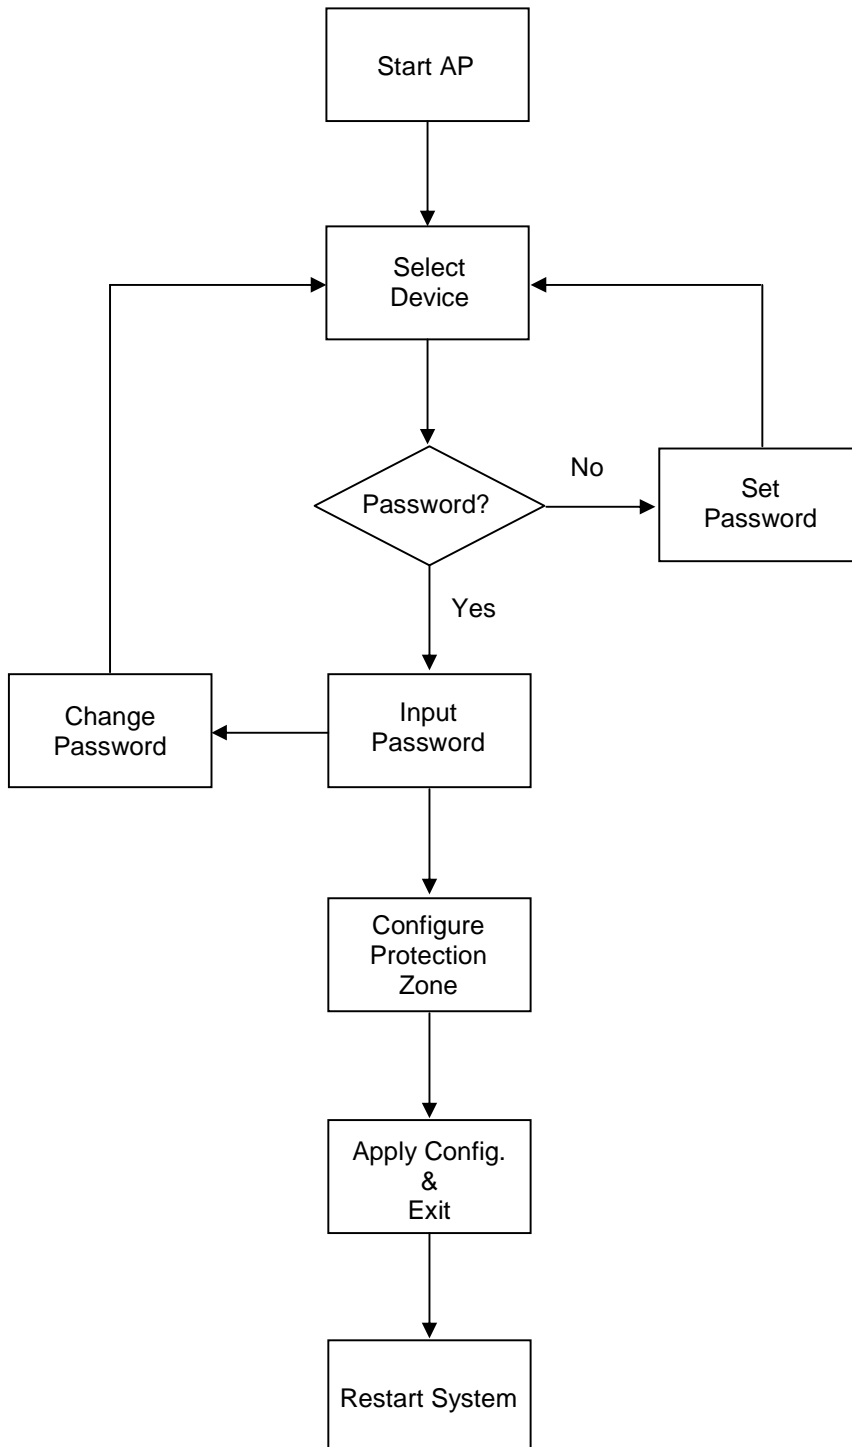 Start AP
Select
Device
Password?
No
Set
Password
Yes
Change
Password
Input
Password
Configure
Protection
Zone
Apply Config.
&
Exit
Restart System